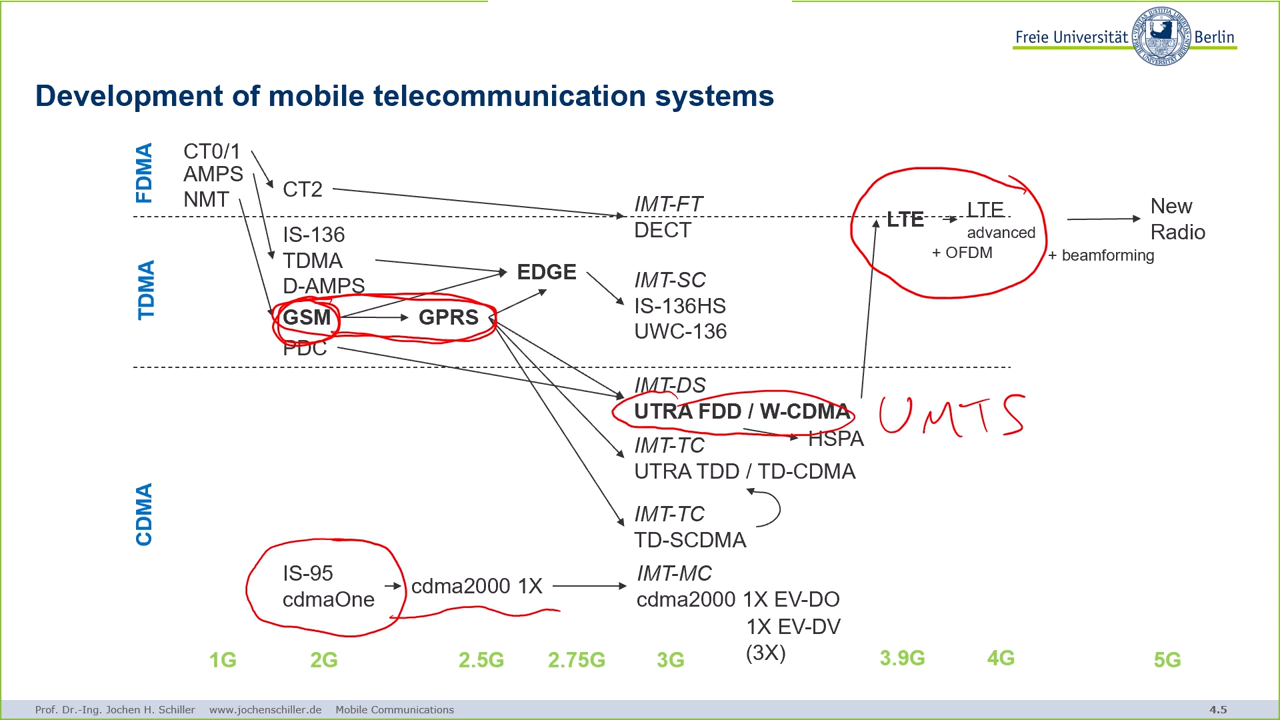 Freie Universität Berlin
Development of mobile telecommunication systems
FDMA
CT0/1
AMPS
NMT
CT2
IMT-FT
DECT
LTE
LTE
advanced
+ OFDM
+ beamforming
New
Radio
TDMA
IS-136
TDMA
D-AMPS
GSM
PDC
GPRS
EDGE
IMT-SC
IS-136HS
UWC-136
CDMA
IMT-DS
UTRA FDD / W-CDMA
HSPA
UMTS
IMT-TC
UTRA TDD / TD-CDMA
IMT-TC
TD-SCDMA
IS-95
cdmaOne
cdma2000 1X
IMT-MC
cdma2000 1X EV-DO
1X EV-DV
(3X)
1G 2G 2.5G 2.75G 3G 3.9G 4G 5G
Prof. Dr.-Ing. Jochen H. Schiller www.jochenschiller.de Mobile Communications 4.5